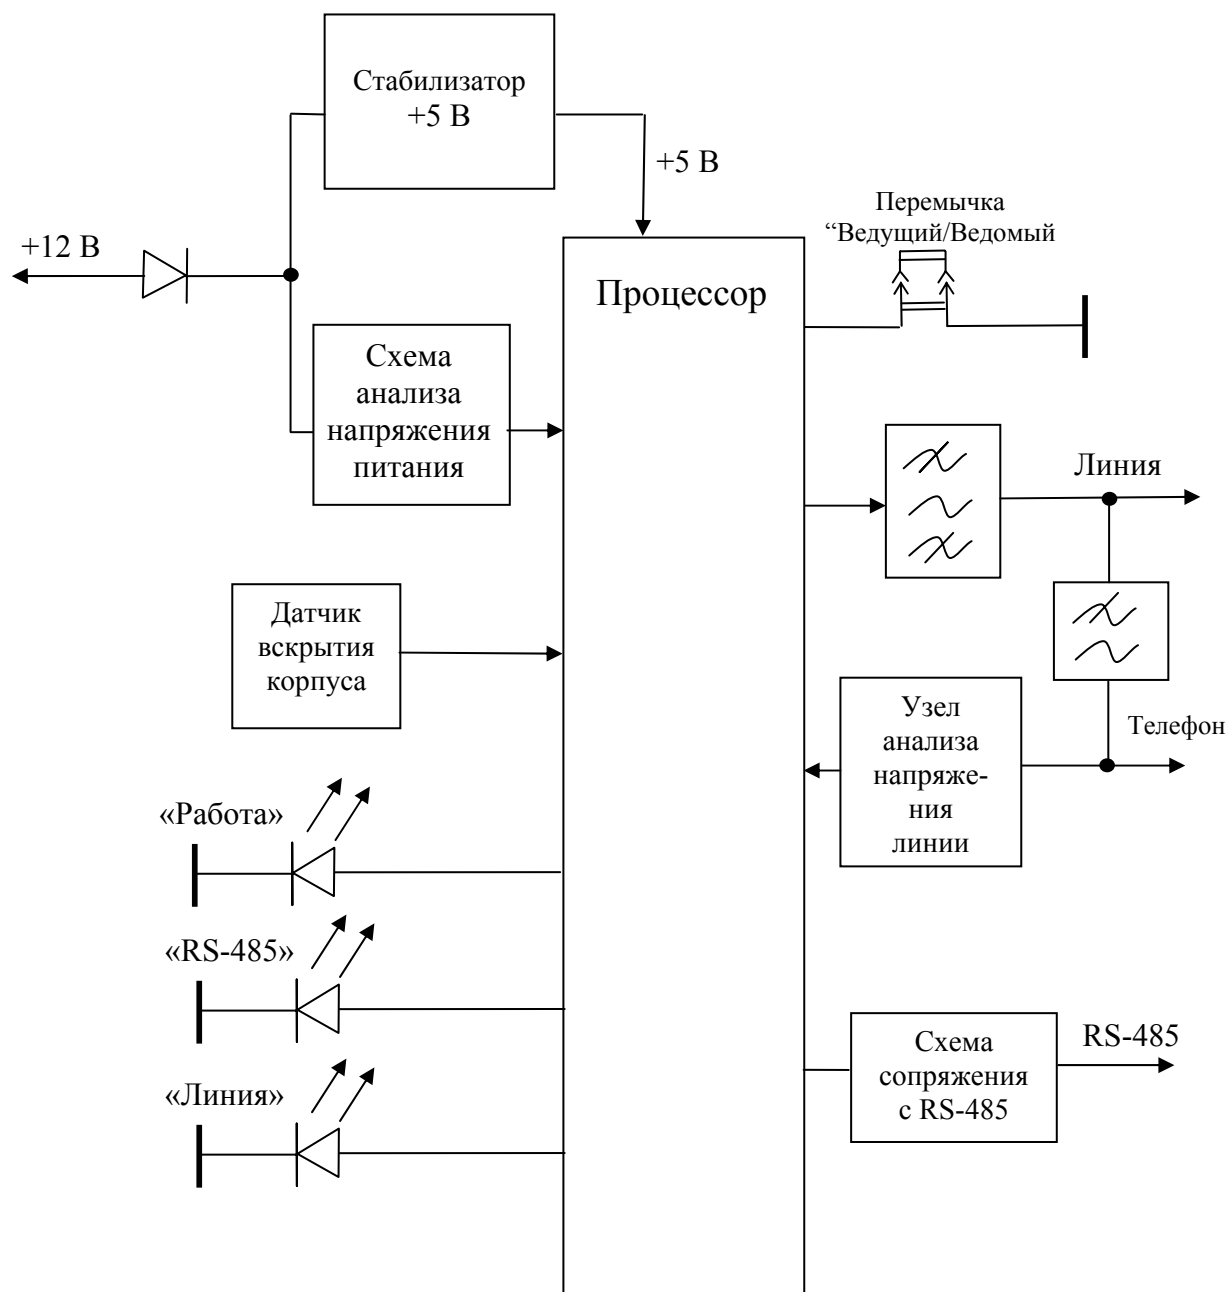 Стабилизатор
+5 В
+5 В
+12 В
Перемычка
“Ведущий/Ведомый
Процессор
Схема
анализа
напряжения
питания
Линия
Датчик
вскрытия
корпуса
Узел
анализа
напряже-
ния
линии
Телефон
«Работа»
«RS-485»
«Линия»
Схема
сопряжения
с RS-485
RS-485